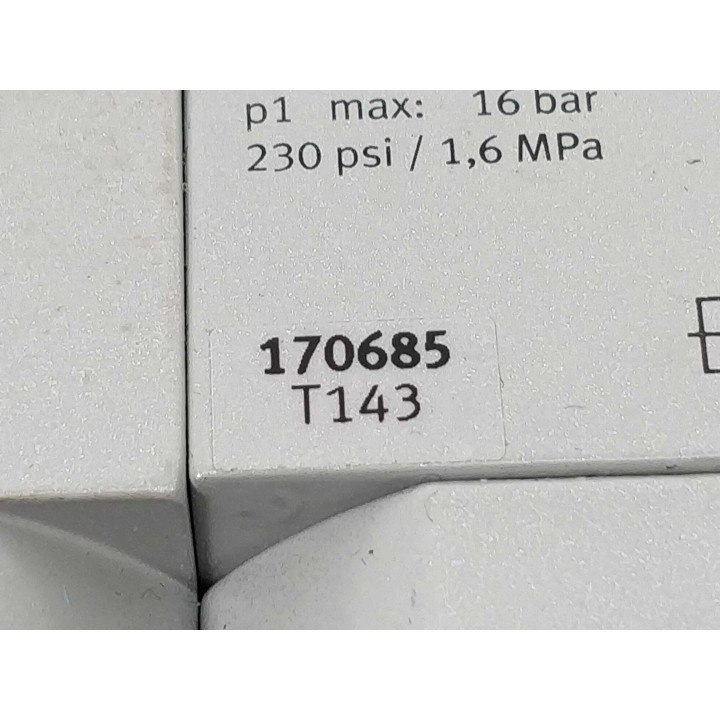 p1 max: 16 bar
230 psi / 1,6 MPa
170685
T143